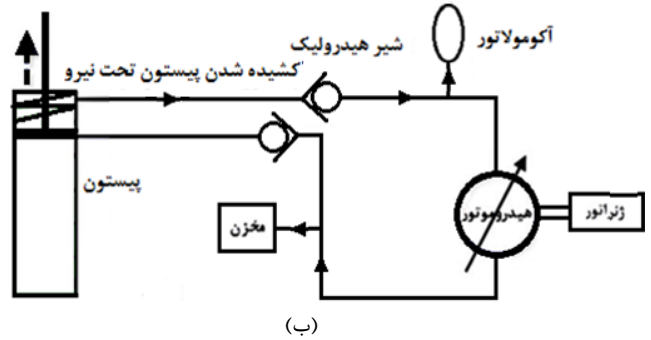 آکومولاتور
شیر هیدرولیک
کشیده شدن پیستون تحت نیرو
پیستون
هیدروموتور
ژنراتور
مخزن
(ب)